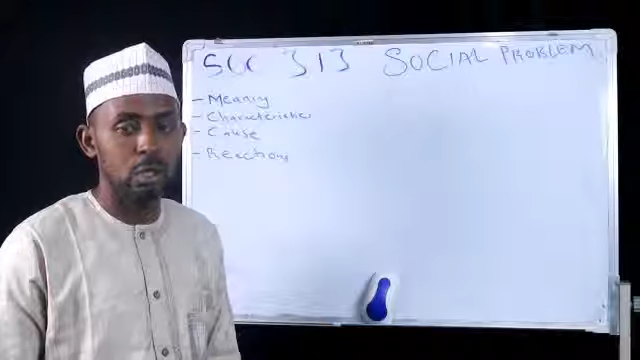 SOC 313 SOCIAL PROBLEM
- Meaning
- Characteristics
- Cause
- Reactions